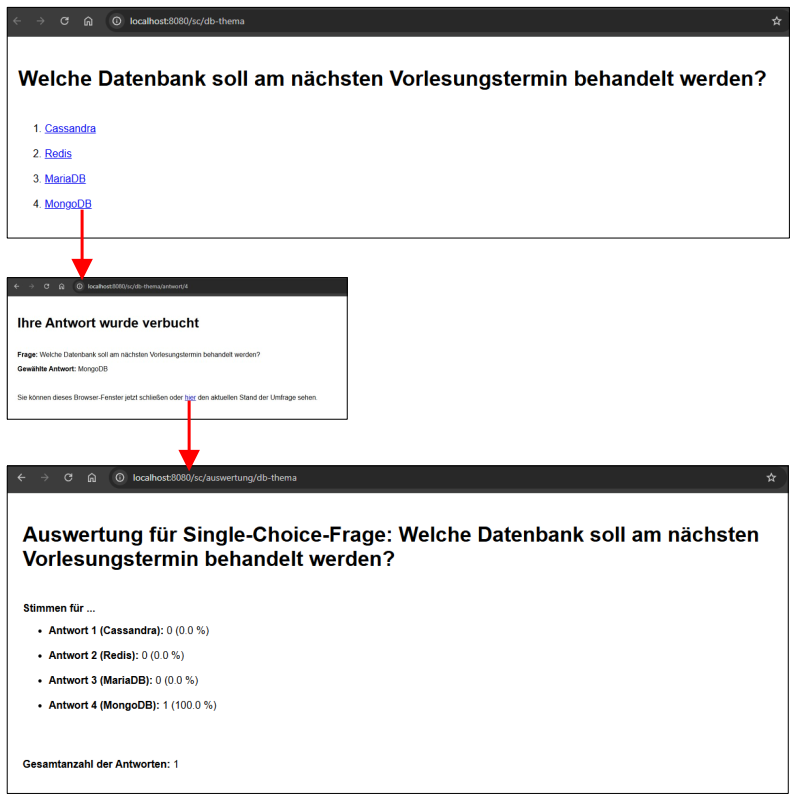 localhost:8080/sc/db-thema
Welche Datenbank soll am nächsten Vorlesungstermin behandelt werden?
1. Cassandra
2. Redis
3. MariaDB
4. MongoDB
localhost:8080/sc/db-thema/antwort/4
Ihre Antwort wurde verbucht
Frage: Welche Datenbank soll am nächsten Vorlesungstermin behandelt werden?
Gewählte Antwort: MongoDB
Sie können dieses Browser-Fenster jetzt schließen oder hier den aktuellen Stand der Umfrage sehen.
localhost:8080/sc/auswertung/db-thema
Auswertung für Single-Choice-Frage: Welche Datenbank soll am nächsten
Vorlesungstermin behandelt werden?
Stimmen für ...
• Antwort 1 (Cassandra): 0 (0.0 %)
• Antwort 2 (Redis): 0 (0.0 %)
• Antwort 3 (MariaDB): 0 (0.0 %)
• Antwort 4 (MongoDB): 1 (100.0 %)
Gesamtanzahl der Antworten: 1